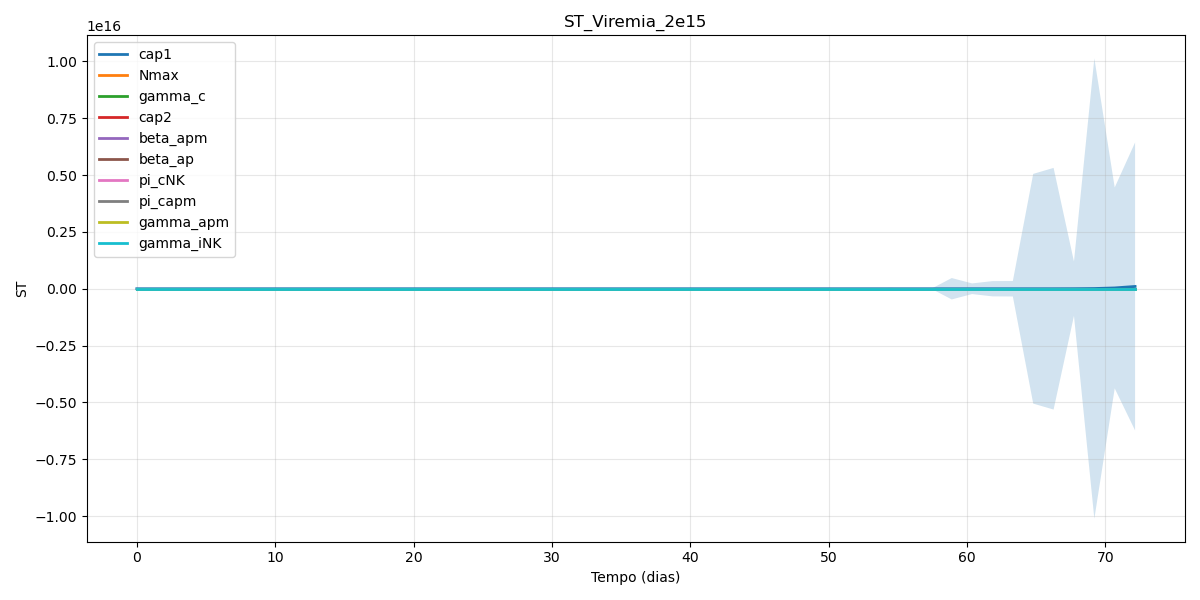 ST_Viremia_2e15
1e16
cap1
Nmax
gamma_c
cap2
beta_apm
beta_ap
pi_cNK
pi_capm
gamma_apm
gamma_iNK
1.00
0.75
0.50
0.25
0.00
−0.25
−0.50
−0.75
−1.00
ST
0 10 20 30 40 50 60 70
Tempo (dias)